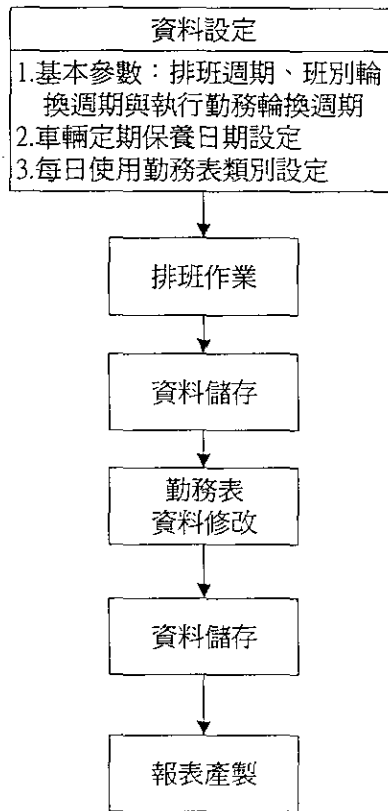 資料設定
1.基本參數：排班週期、班別輪
換週期與執行勤務輪換週期
2.車輛定期保養日期設定
3.每日使用勤務表類別設定
排班作業
資料儲存
勤務表
資料修改
資料儲存
報表產製